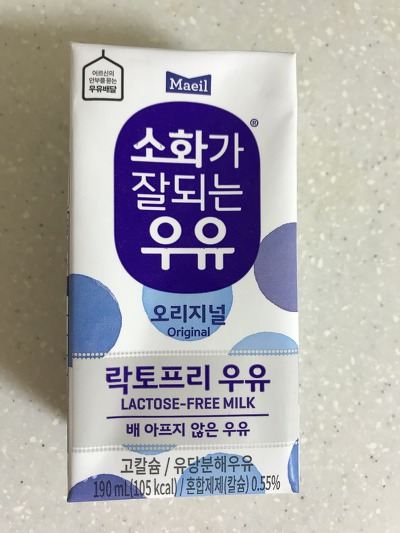 어르신의
안부를 묻는
우유배달
Maeil
소화가
잘되는
우유
®
오리지널
Original
락토프리 우유
LACTOSE-FREE MILK
배 아프지 않은 우유
고칼슘 / 유당분해우유
190 mL(105 kcal) / 혼합제제(칼슘) 0.55%